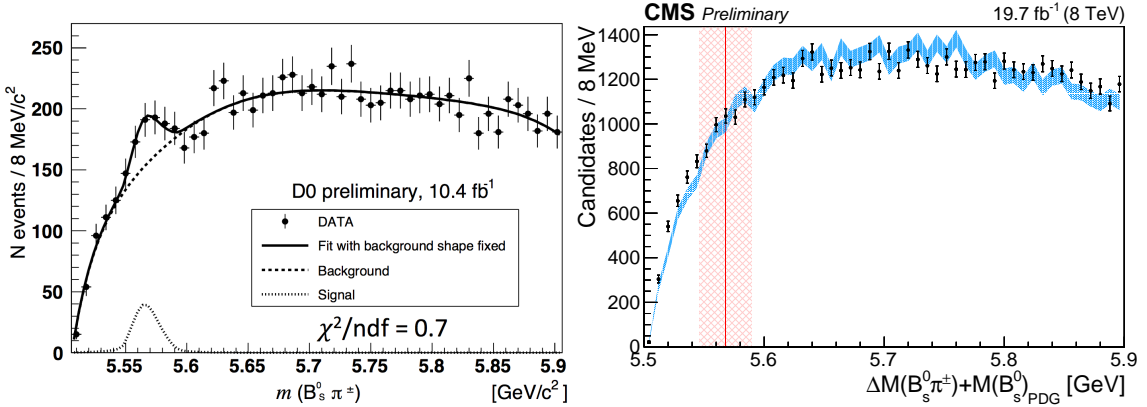 N events / 8 MeV/c²
250
200
150
100
50
0
D0 preliminary, 10.4 fb⁻¹
DATA
Fit with background shape fixed
Background
Signal
χ²/ndf = 0.7
5.55 5.6 5.65 5.7 5.75 5.8 5.85 5.9
m (B⁰ₛ π±) [GeV/c²]
CMS Preliminary 19.7 fb⁻¹ (8 TeV)
Candidates / 8 MeV
1400
1200
1000
800
600
400
200
0
5.5 5.6 5.7 5.8 5.9
ΔM(B⁰ₛπ±)+M(B⁰ₛ)PDG [GeV]